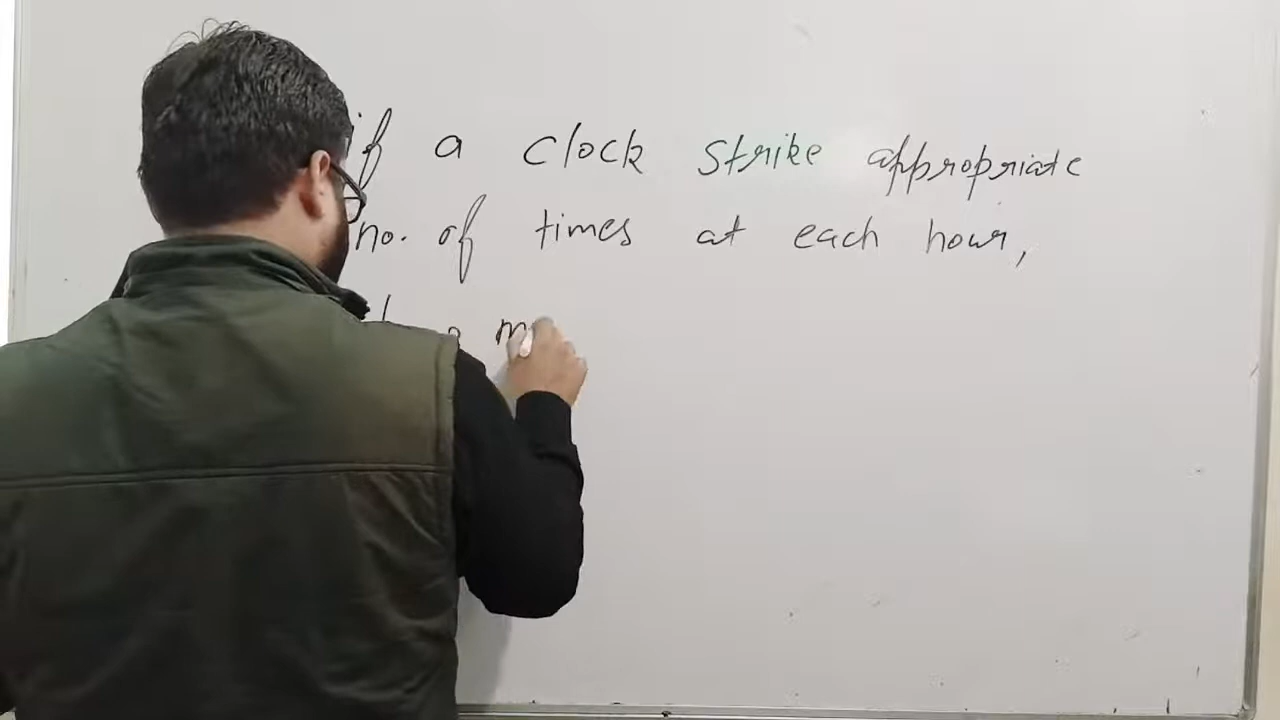 if a clock strike appropriate
no. of times at each hour,